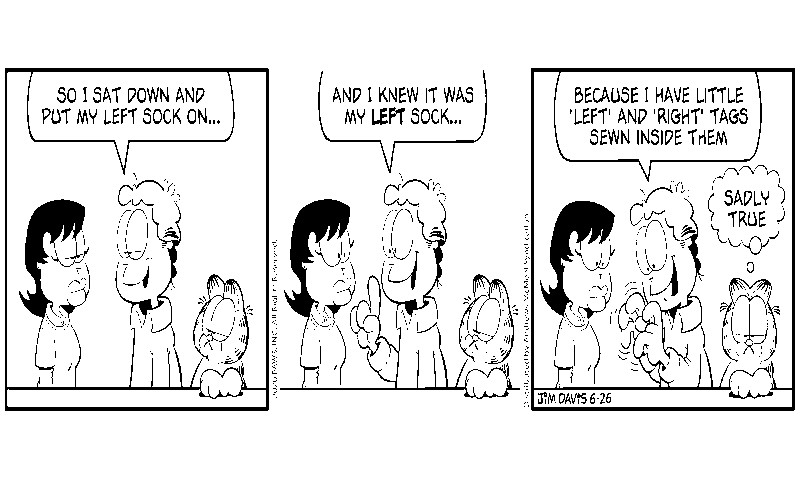 SO I SAT DOWN AND
PUT MY LEFT SOCK ON...
AND I KNEW IT WAS
MY LEFT SOCK...
BECAUSE I HAVE LITTLE
'LEFT' AND 'RIGHT' TAGS
SEWN INSIDE THEM
SADLY
TRUE
JIM DAVIS 6-26